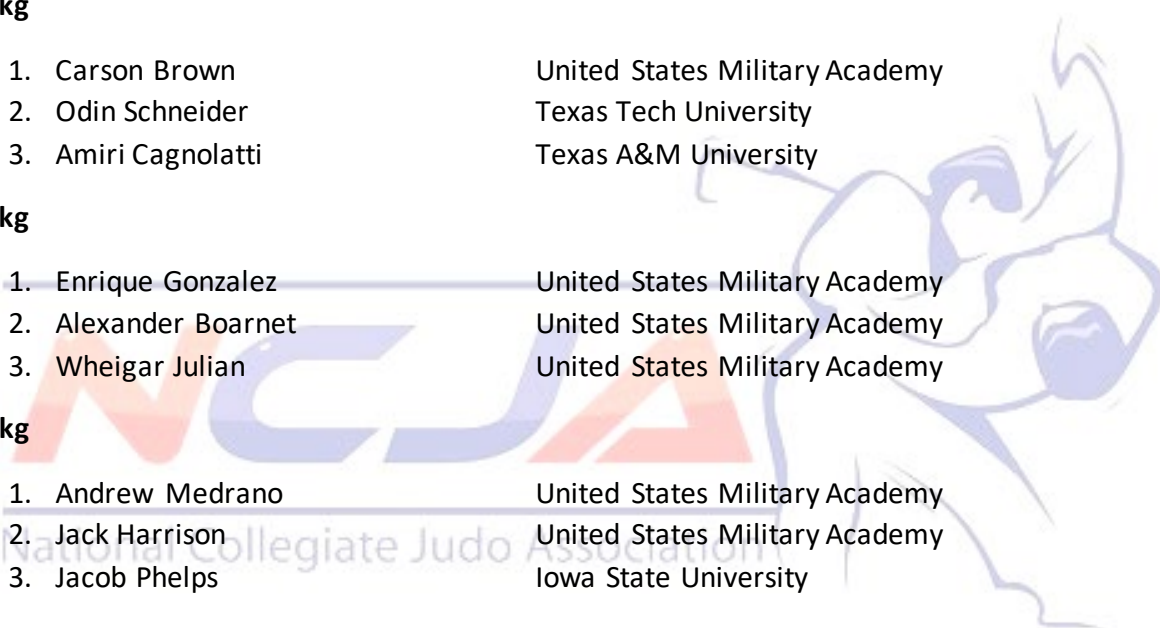 kg
1. Carson Brown United States Military Academy
2. Odin Schneider Texas Tech University
3. Amiri Cagnolatti Texas A&M University
kg
1. Enrique Gonzalez United States Military Academy
2. Alexander Boarnet United States Military Academy
3. Wheigar Julian United States Military Academy
NCJA
kg
1. Andrew Medrano United States Military Academy
2. Jack Harrison United States Military Academy
National Collegiate Judo Association
3. Jacob Phelps Iowa State University